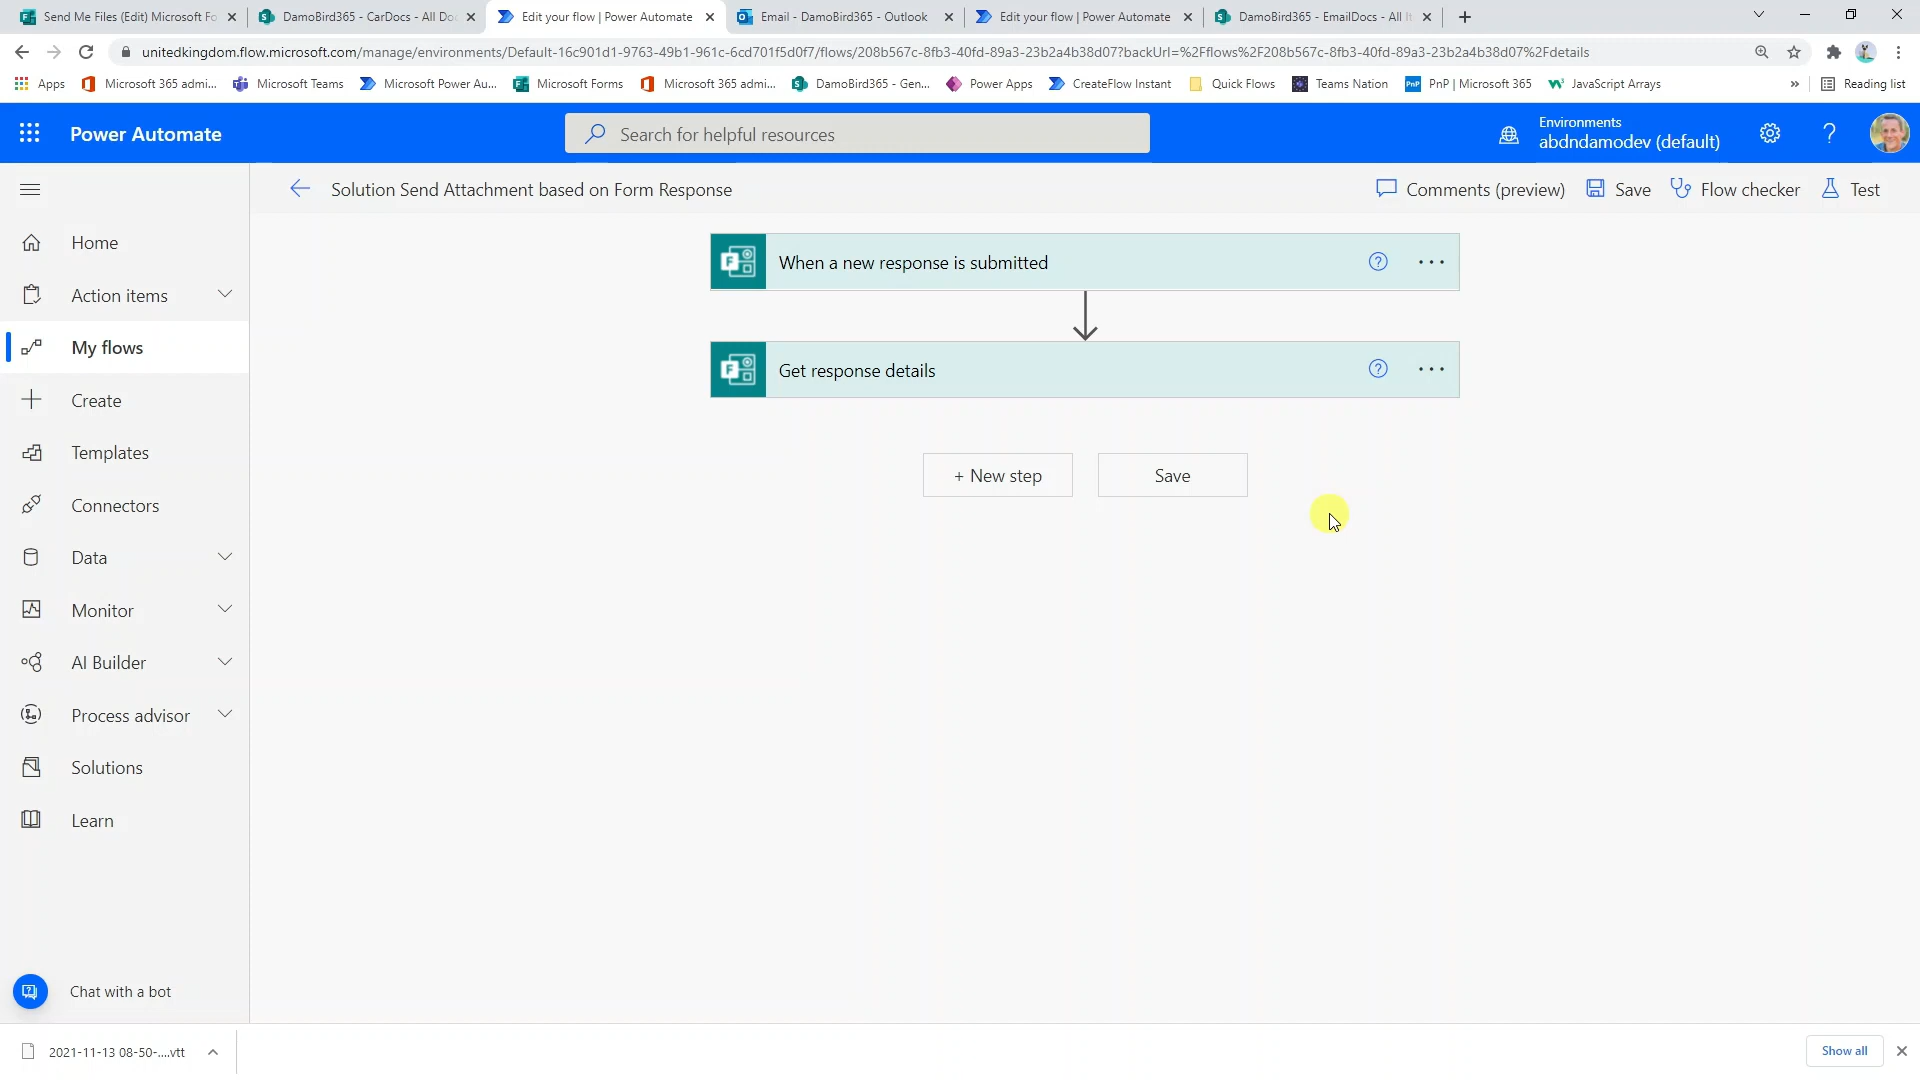 Send Me Files (Edit) Microsoft Fo
DamoBird365 - CarDocs - All Doc
Edit your flow | Power Automate
Email - DamoBird365 - Outlook
Edit your flow | Power Automate
DamoBird365 - EmailDocs - All It
unitedkingdom.flow.microsoft.com/manage/environments/Default-16c901d1-9763-49b1-961c-6cd701f5d0f7/flows/208b567c-8fb3-40fd-89a3-23b2a4b38d07?backUrl=%2Fflows%2F208b567c-8fb3-40fd-89a3-23b2a4b38d07%2Fdetails
Apps
Microsoft 365 admi...
Microsoft Teams
Microsoft Power Au...
Microsoft Forms
Microsoft 365 admi...
DamoBird365 - Gen...
Power Apps
CreateFlow Instant
Quick Flows
Teams Nation
PnP PnP | Microsoft 365
JavaScript Arrays
»
Reading list
Power Automate
Search for helpful resources
Environments
abdndamodev (default)
?
Solution Send Attachment based on Form Response
Comments (preview)
Save
Flow checker
Test
Home
Action items
My flows
Create
Templates
Connectors
Data
Monitor
AI Builder
Process advisor
Solutions
Learn
Chat with a bot
When a new response is submitted
? ...
Get response details
? ...
+ New step
Save
2021-11-13 08-50-....vtt
Show all